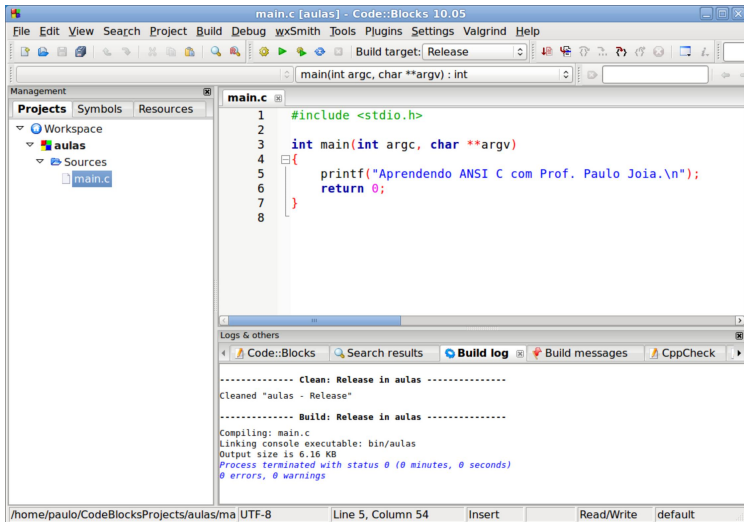 main.c [aulas] - Code::Blocks 10.05
File Edit View Search Project Build Debug wxSmith Tools Plugins Settings Valgrind Help
Build target: Release
main(int argc, char **argv) : int
Management
Projects Symbols Resources
Workspace
aulas
Sources
main.c
main.c
1 #include <stdio.h>
2
3 int main(int argc, char **argv)
4 {
5 printf("Aprendendo ANSI C com Prof. Paulo Joia.\n");
6 return 0;
7 }
8
Logs & others
Code::Blocks Search results Build log Build messages CppCheck
-------------- Clean: Release in aulas ---------------
Cleaned "aulas - Release"
-------------- Build: Release in aulas ---------------
Compiling: main.c
Linking console executable: bin/aulas
Output size is 6.16 KB
Process terminated with status 0 (0 minutes, 0 seconds)
0 errors, 0 warnings
/home/paulo/CodeBlocksProjects/aulas/ma UTF-8 Line 5, Column 54 Insert Read/Write default